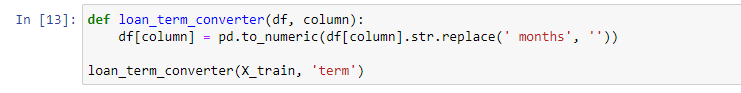 In [13]: def loan_term_converter(df, column):
    df[column] = pd.to_numeric(df[column].str.replace(' months', ''))
loan_term_converter(X_train, 'term')